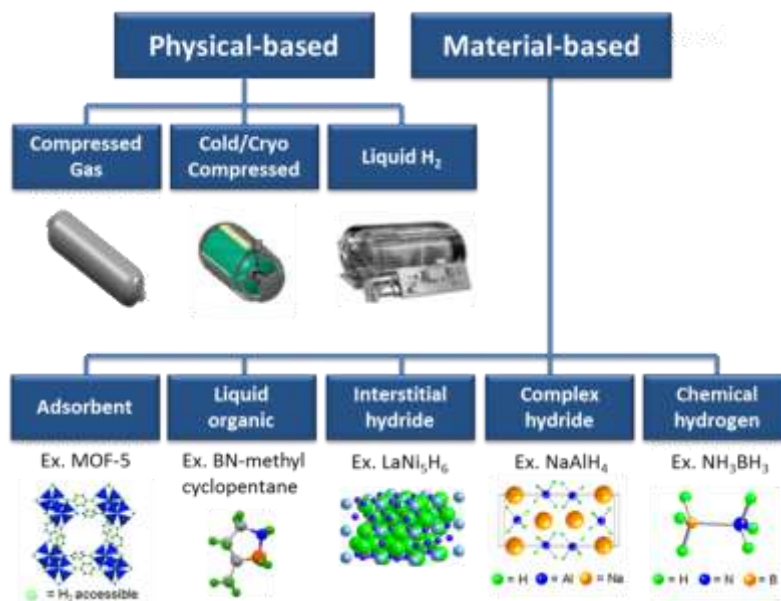 Physical-based
Material-based
Compressed
Gas
Cold/Cryo
Compressed
Liquid H₂
Adsorbent
Liquid
organic
Interstitial
hydride
Complex
hydride
Chemical
hydrogen
Ex. MOF-5
Ex. BN-methyl
cyclopentane
Ex. LaNi₅H₆
Ex. NaAlH₄
Ex. NH₃BH₃
= H₂ accessible
= H = Al = Na
= H = N = B